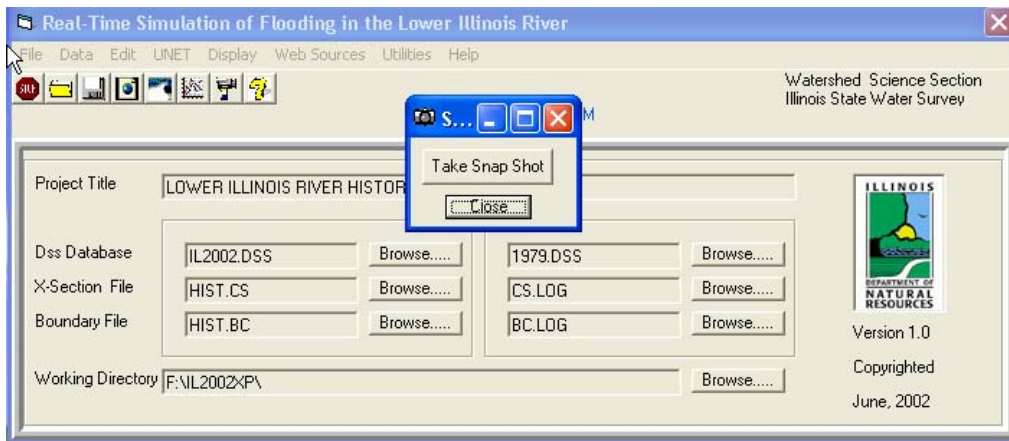 Real-Time Simulation of Flooding in the Lower Illinois River
File Data Edit UNET Display Web Sources Utilities Help
Watershed Science Section
Illinois State Water Survey
M
S...
Take Snap Shot
Close
Project Title LOWER ILLINOIS RIVER HISTOR
Dss Database IL2002.DSS Browse..... 1979.DSS Browse.....
X-Section File HIST.CS Browse..... CS.LOG Browse.....
Boundary File HIST.BC Browse..... BC.LOG Browse.....
Working Directory F:\IL2002XP\ Browse.....
ILLINOIS
DEPARTMENT OF
NATURAL
RESOURCES
Version 1.0
Copyrighted
June, 2002